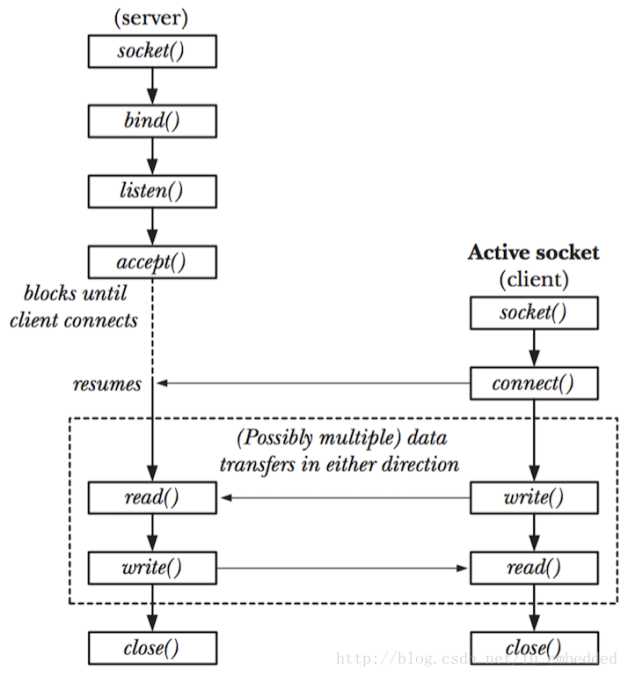 (server)
socket()
bind()
listen()
accept()
blocks until
client connects
resumes
Active socket
(client)
socket()
connect()
(Possibly multiple) data
transfers in either direction
read()
write()
write()
read()
close()
close()